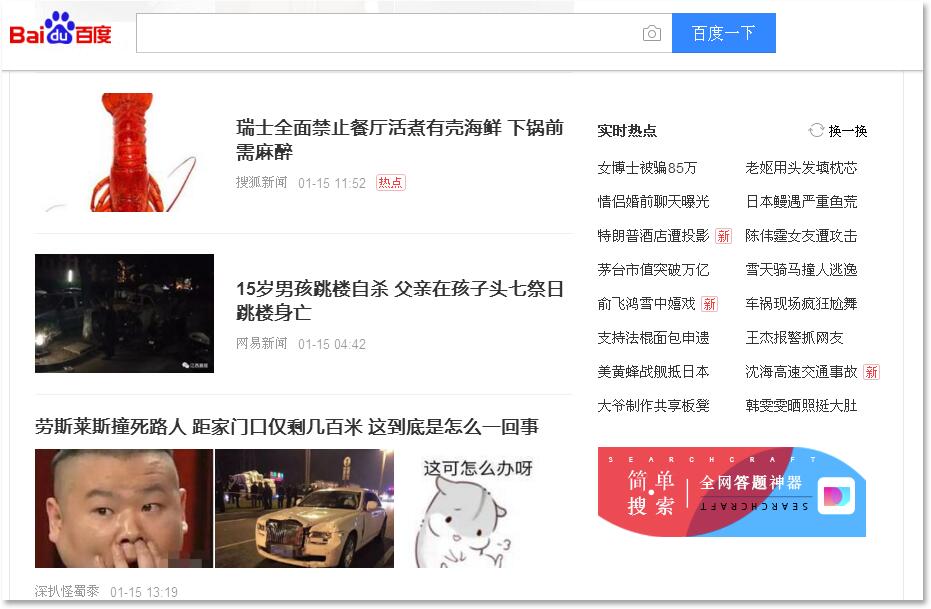 Bai du 百度
百度一下
瑞士全面禁止餐厅活煮有壳海鲜 下锅前
需麻醉
搜狐新闻 01-15 11:52 热点
15岁男孩跳楼自杀 父亲在孩子头七祭日
跳楼身亡
网易新闻 01-15 04:42
劳斯莱斯撞死路人 距家门口仅剩几百米 这到底是怎么一回事
这可怎么办呀
深扒怪蜀黍 01-15 13:19
实时热点 换一换
女博士被骗85万 老妪用头发填枕芯
情侣婚前聊天曝光 日本鳗遇严重鱼荒
特朗普酒店遭投影 新 陈伟霆女友遭攻击
茅台市值突破万亿 雪天骑马撞人逃逸
俞飞鸿雪中嬉戏 新 车祸现场疯狂尬舞
支持法棍面包申遗 王杰报警抓网友
美黄蜂战舰抵日本 沈海高速交通事故 新
大爷制作共享板凳 韩雯雯晒照挺大肚
SEARCHCRAFT
简单 全网答题神器
搜索 SEARCHCRAFT